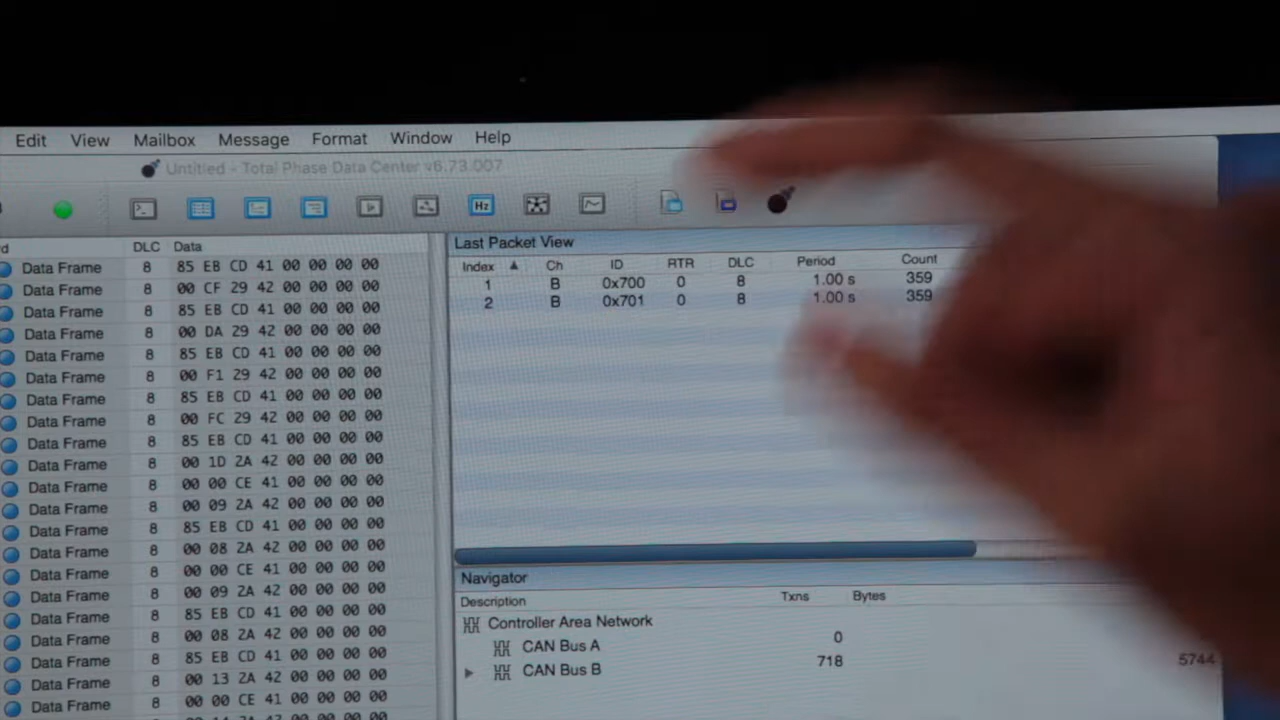 Edit View Mailbox Message Format Window Help
Untitled - Total Phase Data Center v6.73.007
Hz
d DLC Data
Data Frame 8 85 EB CD 41 00 00 00 00
Data Frame 8 00 CF 29 42 00 00 00 00
Data Frame 8 85 EB CD 41 00 00 00 00
Data Frame 8 00 DA 29 42 00 00 00 00
Data Frame 8 85 EB CD 41 00 00 00 00
Data Frame 8 00 F1 29 42 00 00 00 00
Data Frame 8 85 EB CD 41 00 00 00 00
Data Frame 8 00 FC 29 42 00 00 00 00
Data Frame 8 85 EB CD 41 00 00 00 00
Data Frame 8 00 1D 2A 42 00 00 00 00
Data Frame 8 00 00 CE 41 00 00 00 00
Data Frame 8 00 09 2A 42 00 00 00 00
Data Frame 8 85 EB CD 41 00 00 00 00
Data Frame 8 00 08 2A 42 00 00 00 00
Data Frame 8 00 00 CE 41 00 00 00 00
Data Frame 8 00 09 2A 42 00 00 00 00
Data Frame 8 85 EB CD 41 00 00 00 00
Data Frame 8 00 08 2A 42 00 00 00 00
Data Frame 8 85 EB CD 41 00 00 00 00
Data Frame 8 00 13 2A 42 00 00 00 00
Data Frame 8 00 00 CE 41 00 00 00 00
Last Packet View
Index Ch ID RTR DLC Period Count
1 B 0x700 0 8 1.00 s 359
2 B 0x701 0 8 1.00 s 359
Navigator
Description Txns Bytes
Controller Area Network
CAN Bus A 0
CAN Bus B 718 5744